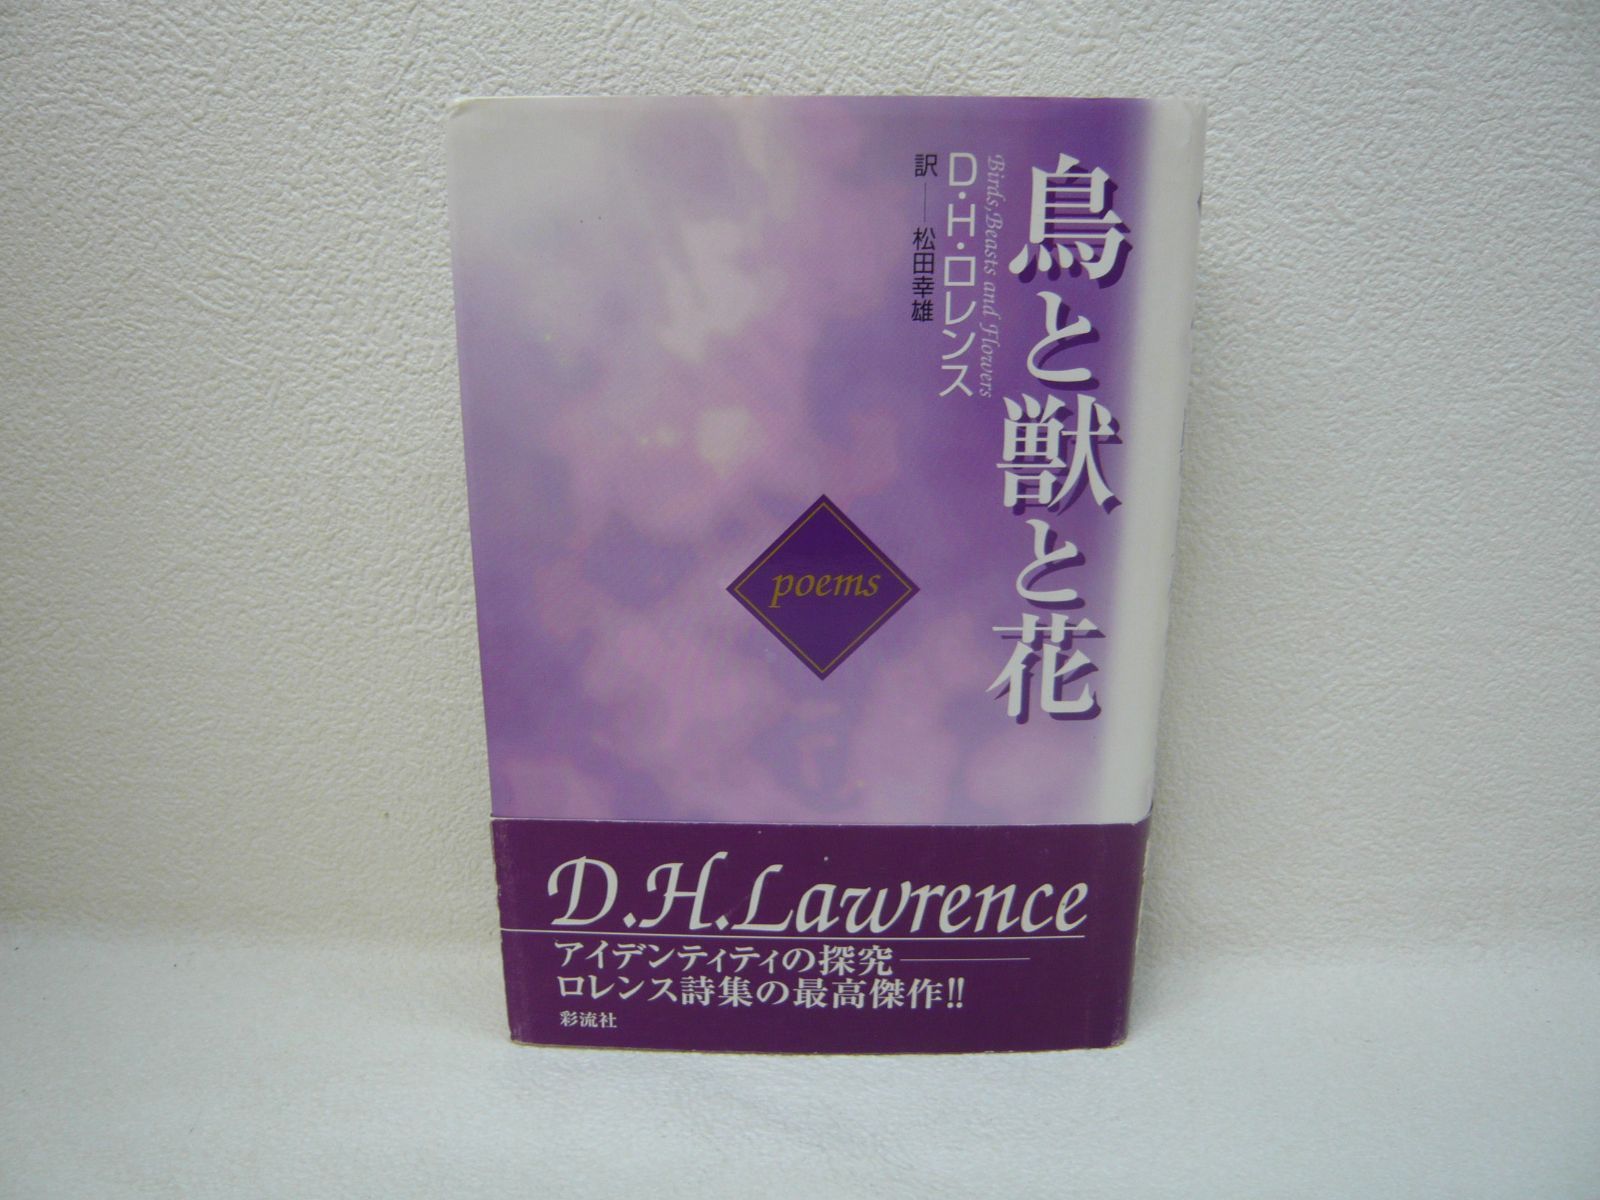 鳥と獣と花
Birds, Beasts and Flowers
D・H・ロレンス
訳──松田幸雄
poems
D.H.Lawrence
アイデンティティの探究────
ロレンス詩集の最高傑作!!
彩流社